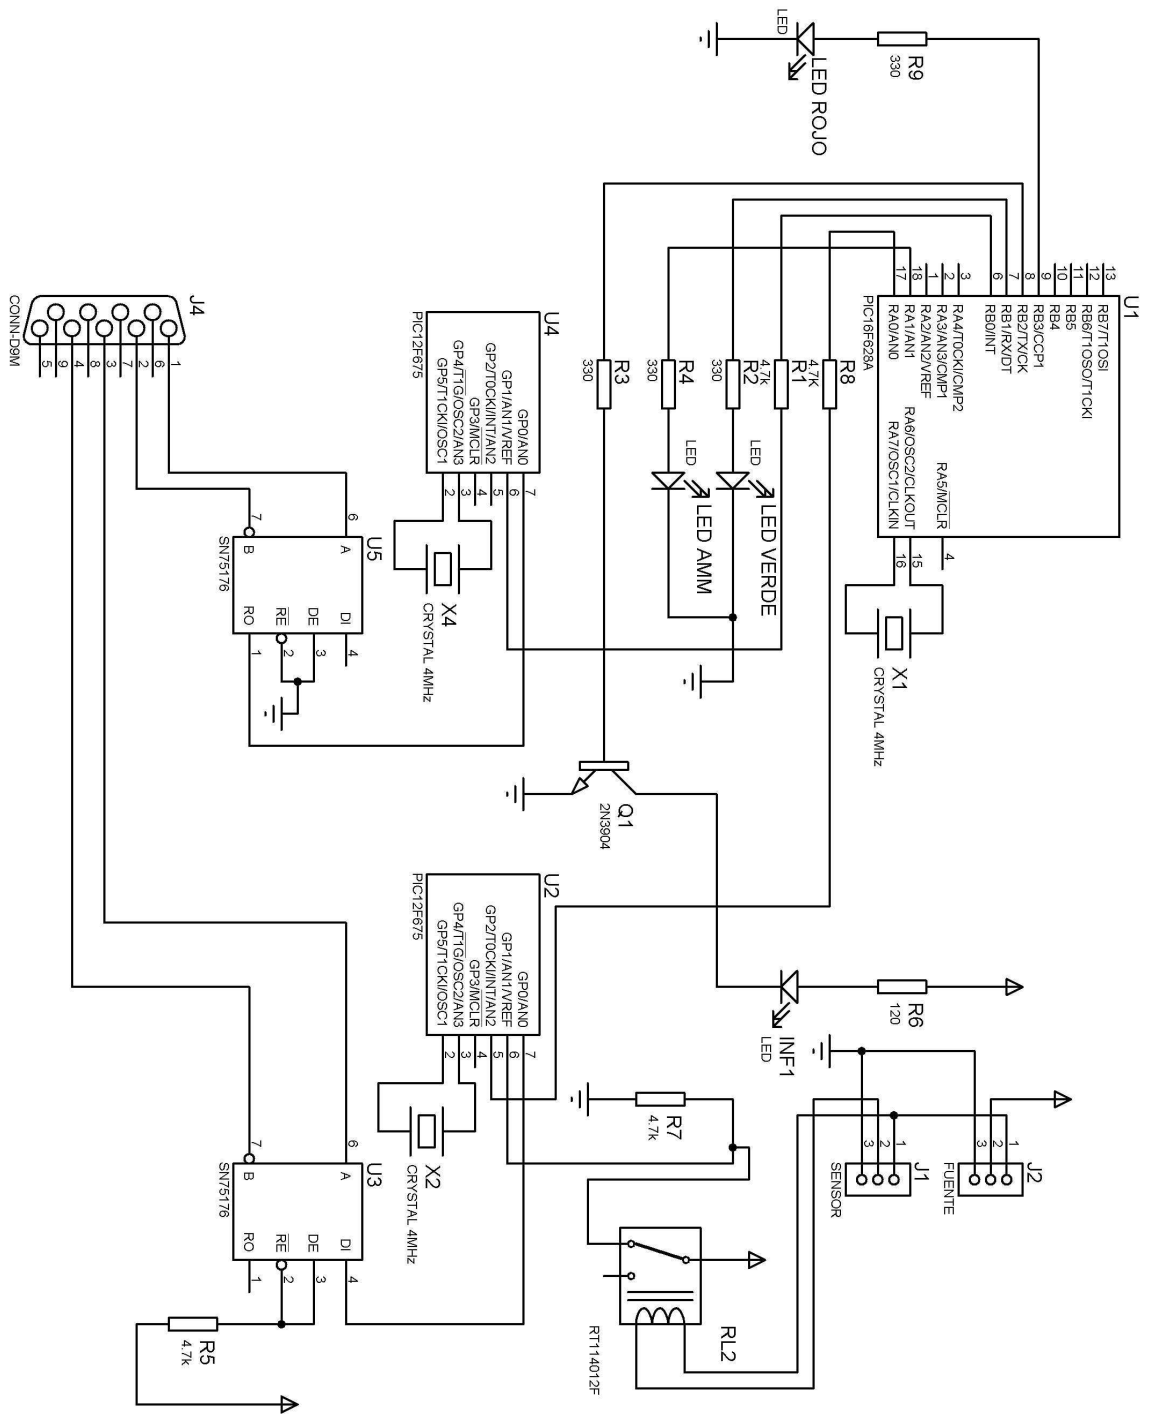 U1
13
12
11
10
9
8
7
6
3
2
1
18
17
RB7/T1OSI
RB6/T1OSO/T1CKI
RB5
RB4
RB3/CCP1
RB2/TX/CK
RB1/RX/DT
RB0/INT
RA4/T0CKI/CMP2
RA3/AN3/CMP1
RA2/AN2/VREF
RA1/AN1
RA0/AN0
RA5/MCLR
RA6/OSC2/CLKOUT
RA7/OSC1/CLKIN
4
15
16
PIC16F628A
X1
CRYSTAL 4MHz
R9
330
LED ROJO
LED
R8
4.7K
R1
4.7k
R2
330
R4
330
R3
330
LED
LED VERDE
LED
LED AMM
Q1
2N3904
R6
120
INF1
LED
J2
1
2
3
FUENTE
J1
1
2
3
SENSOR
RL2
RT114012F
R7
4.7k
U4
GP0/AN0
GP1/AN1/VREF
GP2/T0CKI/INT/AN2
GP3/MCLR
GP4/T1G/OSC2/AN3
GP5/T1CKI/OSC1
7
6
5
4
3
2
PIC12F675
X4
CRYSTAL 4MHz
U2
GP0/AN0
GP1/AN1/VREF
GP2/T0CKI/INT/AN2
GP3/MCLR
GP4/T1G/OSC2/AN3
GP5/T1CKI/OSC1
7
6
5
4
3
2
PIC12F675
X2
CRYSTAL 4MHz
U5
6
7
A
B
DI
DE
RE
RO
4
3
2
1
SN75176
U3
6
7
A
B
DI
DE
RE
RO
4
3
2
1
SN75176
R5
4.7k
J4
1
6
2
7
3
8
4
9
5
CONN-D9M